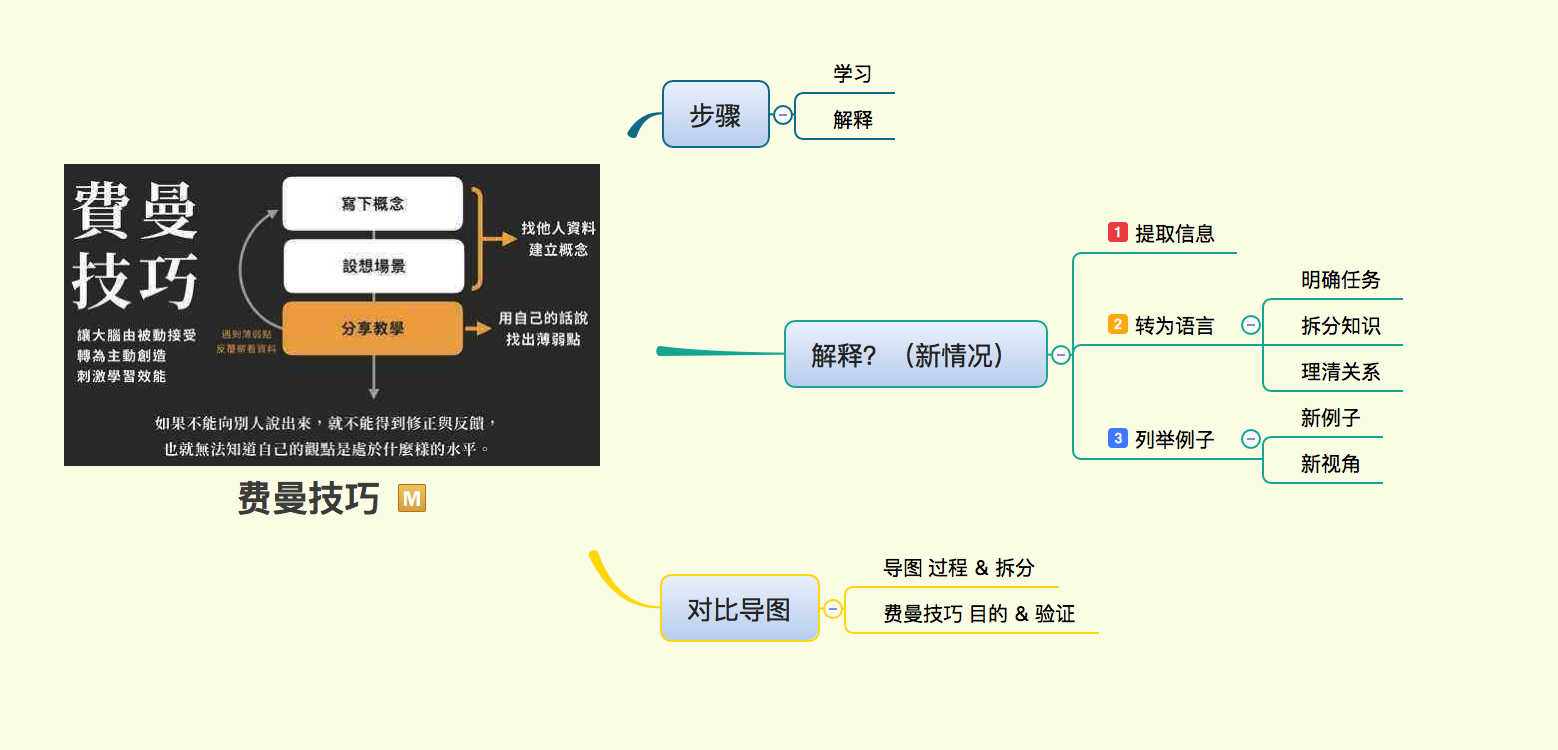 費曼
技巧
讓大腦由被動接受
轉為主動創造
刺激學習效能
寫下概念
設想場景
分享教學
找他人資料
建立概念
用自己的話說
找出薄弱點
遇到薄弱點
反覆察看資料
如果不能向別人說出來，就不能得到修正與反饋，
也就無法知道自己的觀點是處於什麼樣的水平。
费曼技巧 M
步骤
学习
解释
解释？（新情况）
1 提取信息
2 转为语言
明确任务
拆分知识
理清关系
3 列举例子
新例子
新视角
对比导图
导图 过程 & 拆分
费曼技巧 目的 & 验证